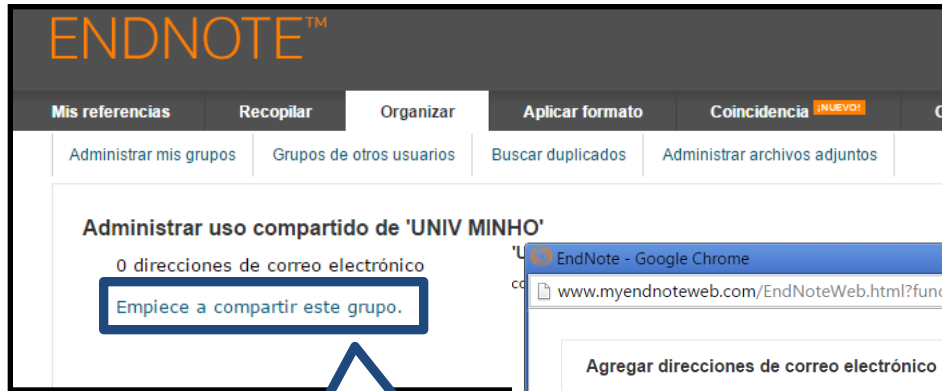 ENDNOTE™
Mis referencias Recopilar Organizar Aplicar formato Coincidencia ¡NUEVO!
Administrar mis grupos Grupos de otros usuarios Buscar duplicados Administrar archivos adjuntos
Administrar uso compartido de 'UNIV MINHO'
0 direcciones de correo electrónico
Empiece a compartir este grupo.
EndNote - Google Chrome
www.myendnoteweb.com/EndNoteWeb.html?func
Agregar direcciones de correo electrónico